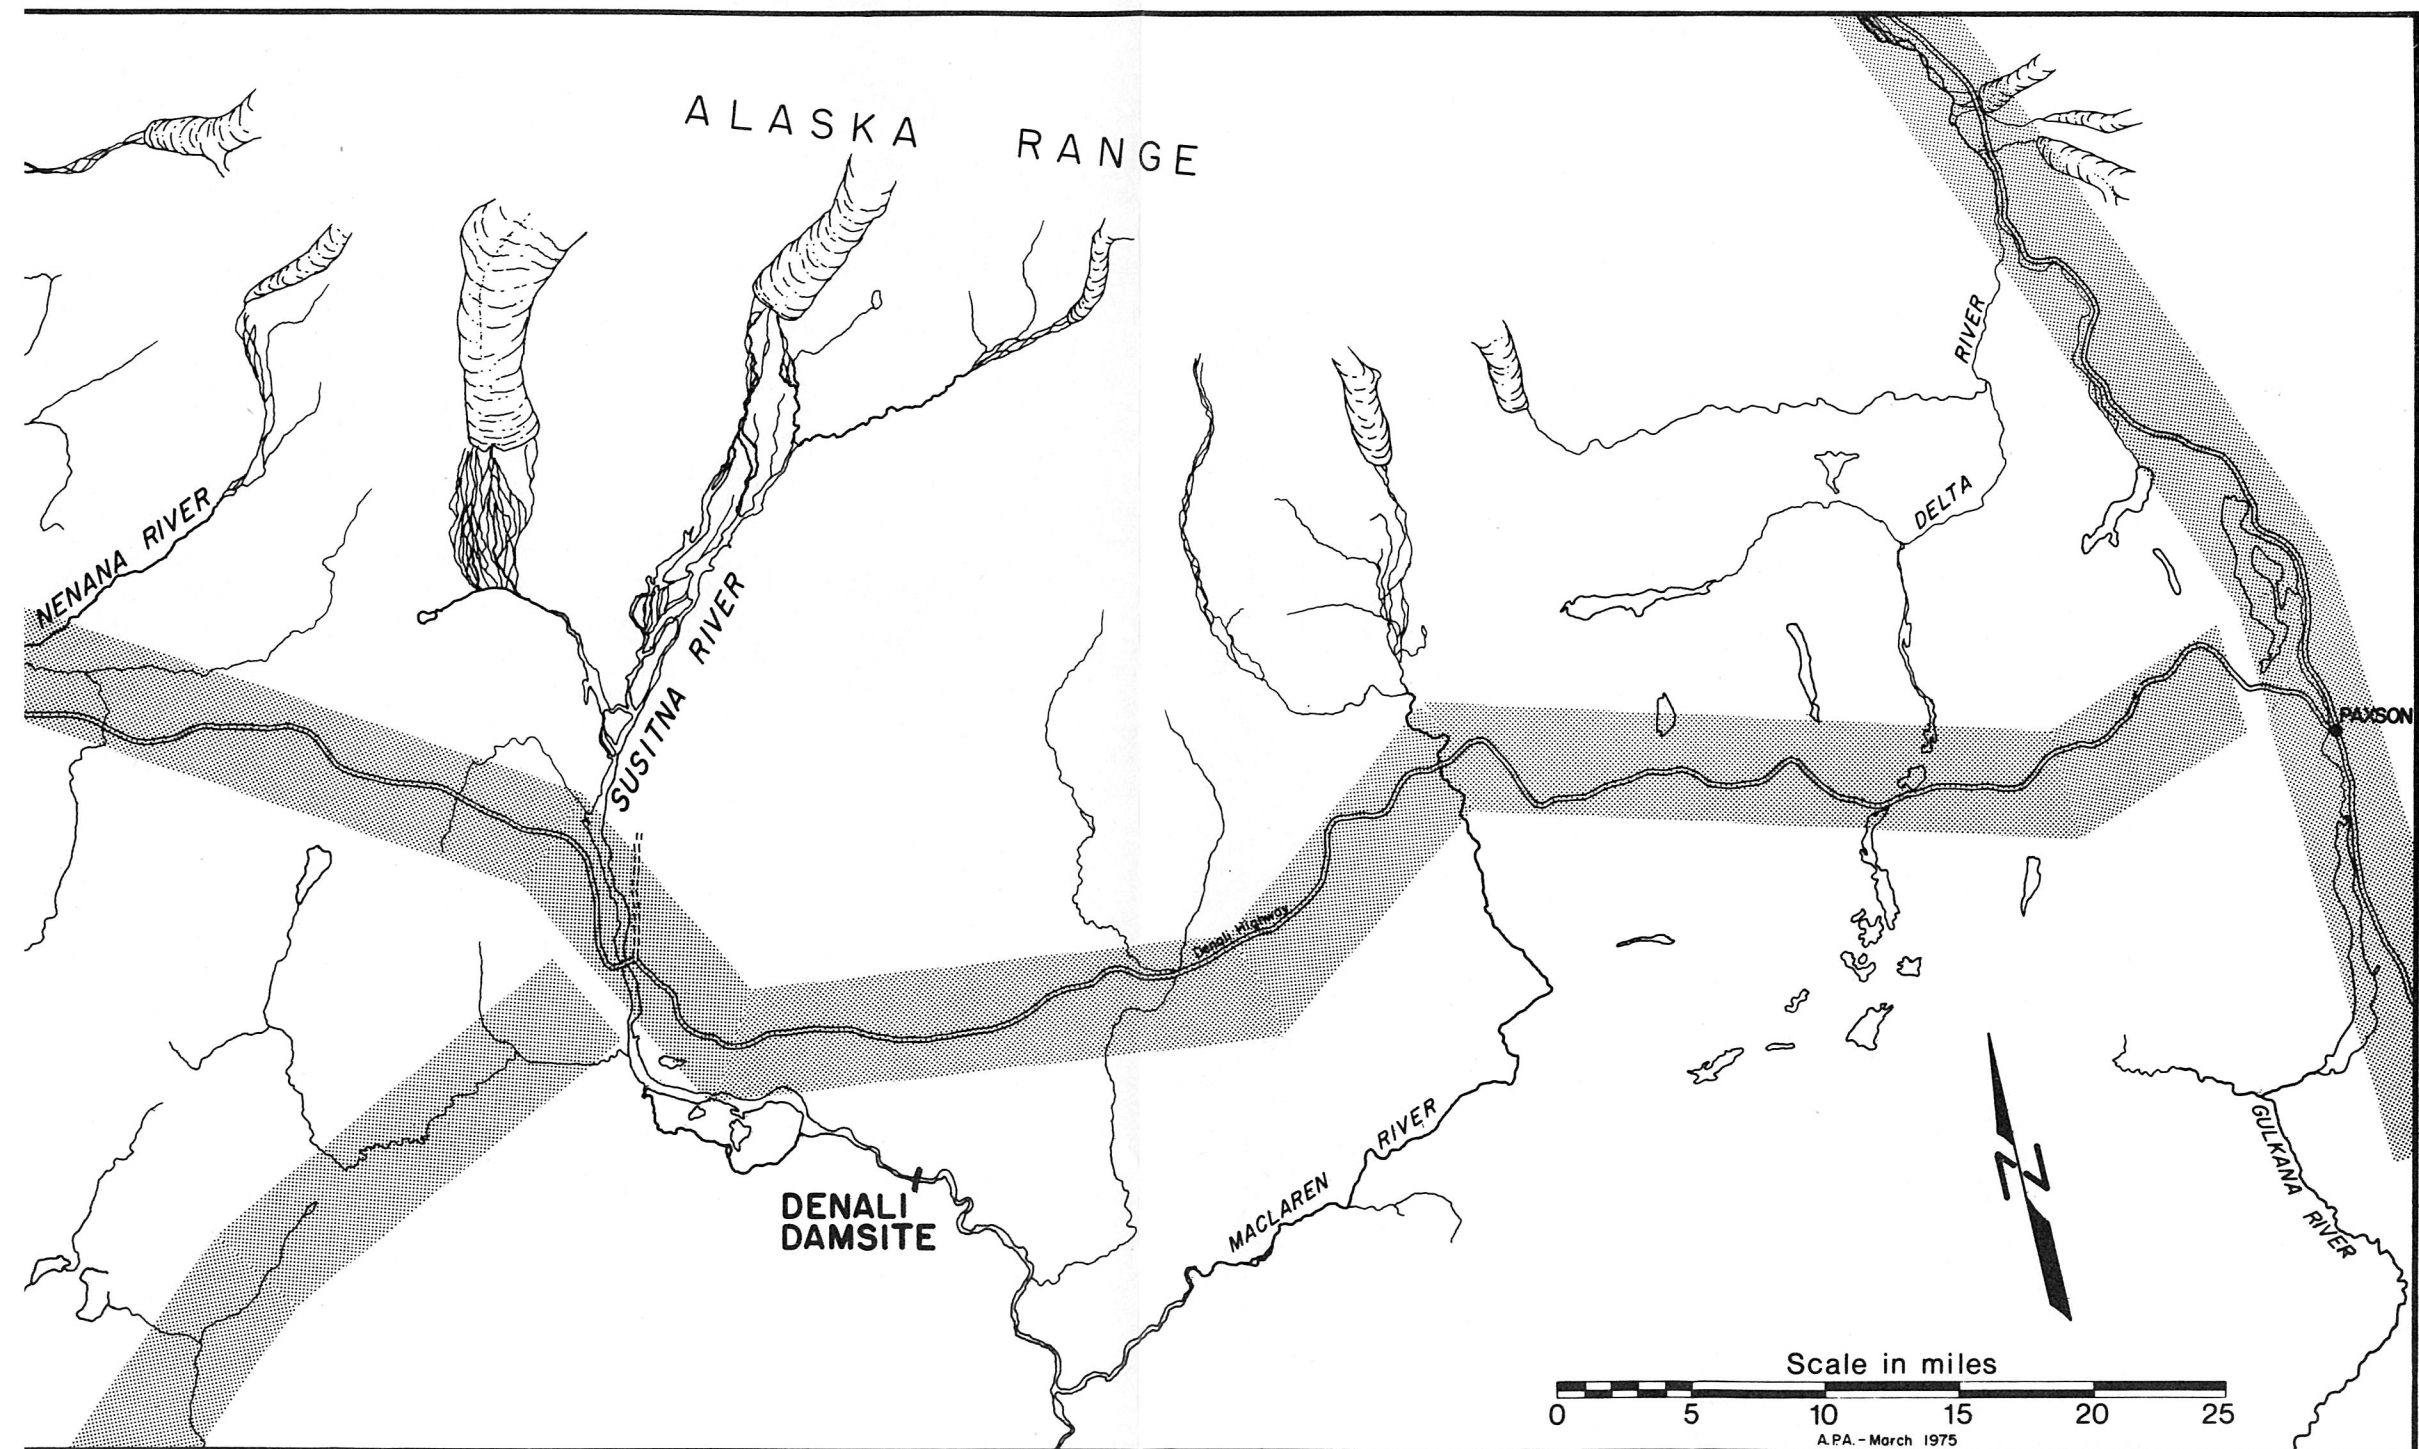 ALASKA RANGE
RIVER
DELTA
NENANA RIVER
SUSITNA RIVER
PAXSON
Denali Highway
DENALI
DAMSITE
MACLAREN RIVER
GULKANA RIVER
N
Scale in miles
0 5 10 15 20 25
A.P.A.-March 1975